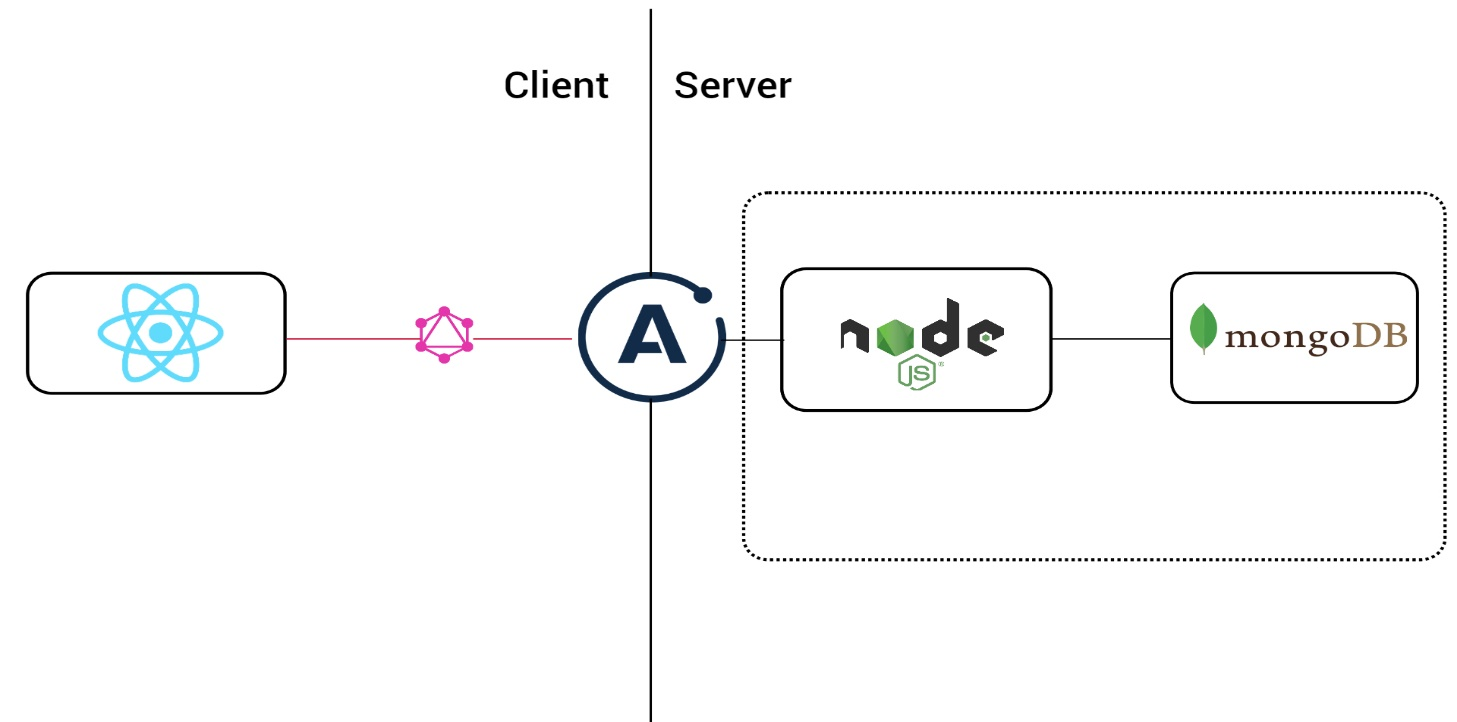 Client
Server
A
node
JS
mongoDB